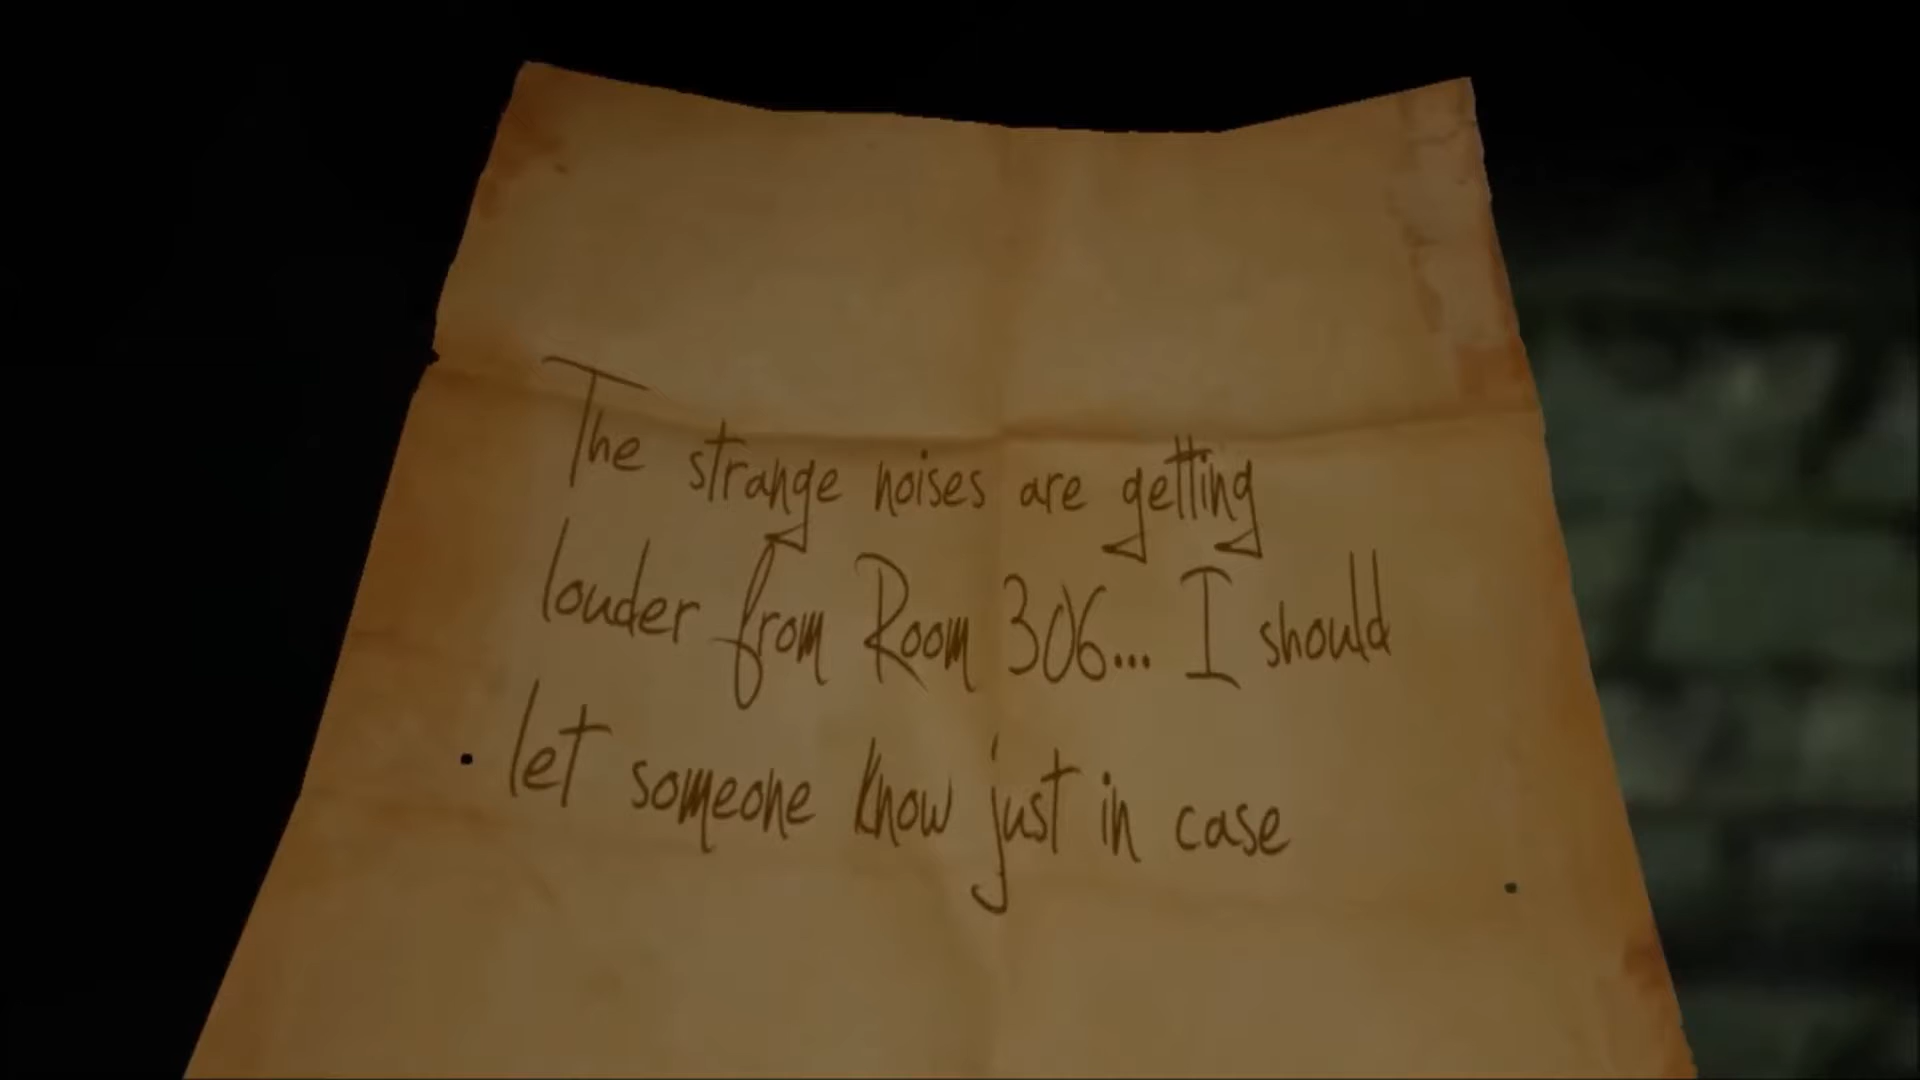 The strange noises are getting
louder from Room 306... I should
let someone know just in case